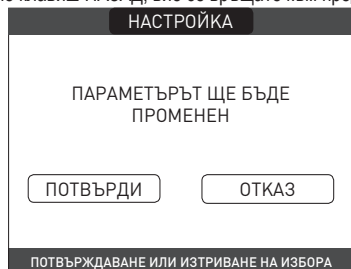 НАСТРОЙКА
ПАРАМЕТЪРЪТ ЩЕ БЪДЕ
ПРОМЕНЕН
ПОТВЪРДИ
ОТКАЗ
ПОТВЪРЖДАВАНЕ ИЛИ ИЗТРИВАНЕ НА ИЗБОРА